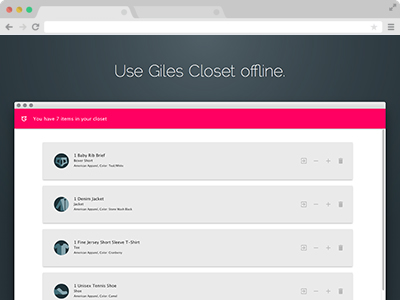 Use Giles Closet offline.
You have 7 items in your closet
1 Baby Rib Brief
Boxer Short
American Apparel, Color: Teal/White
1 Denim Jacket
Jacket
American Apparel, Color: Stone Wash Black
1 Fine Jersey Short Sleeve T-Shirt
Tee
American Apparel, Color: Cranberry
1 Unisex Tennis Shoe
Shoe
American Apparel, Color: Camel